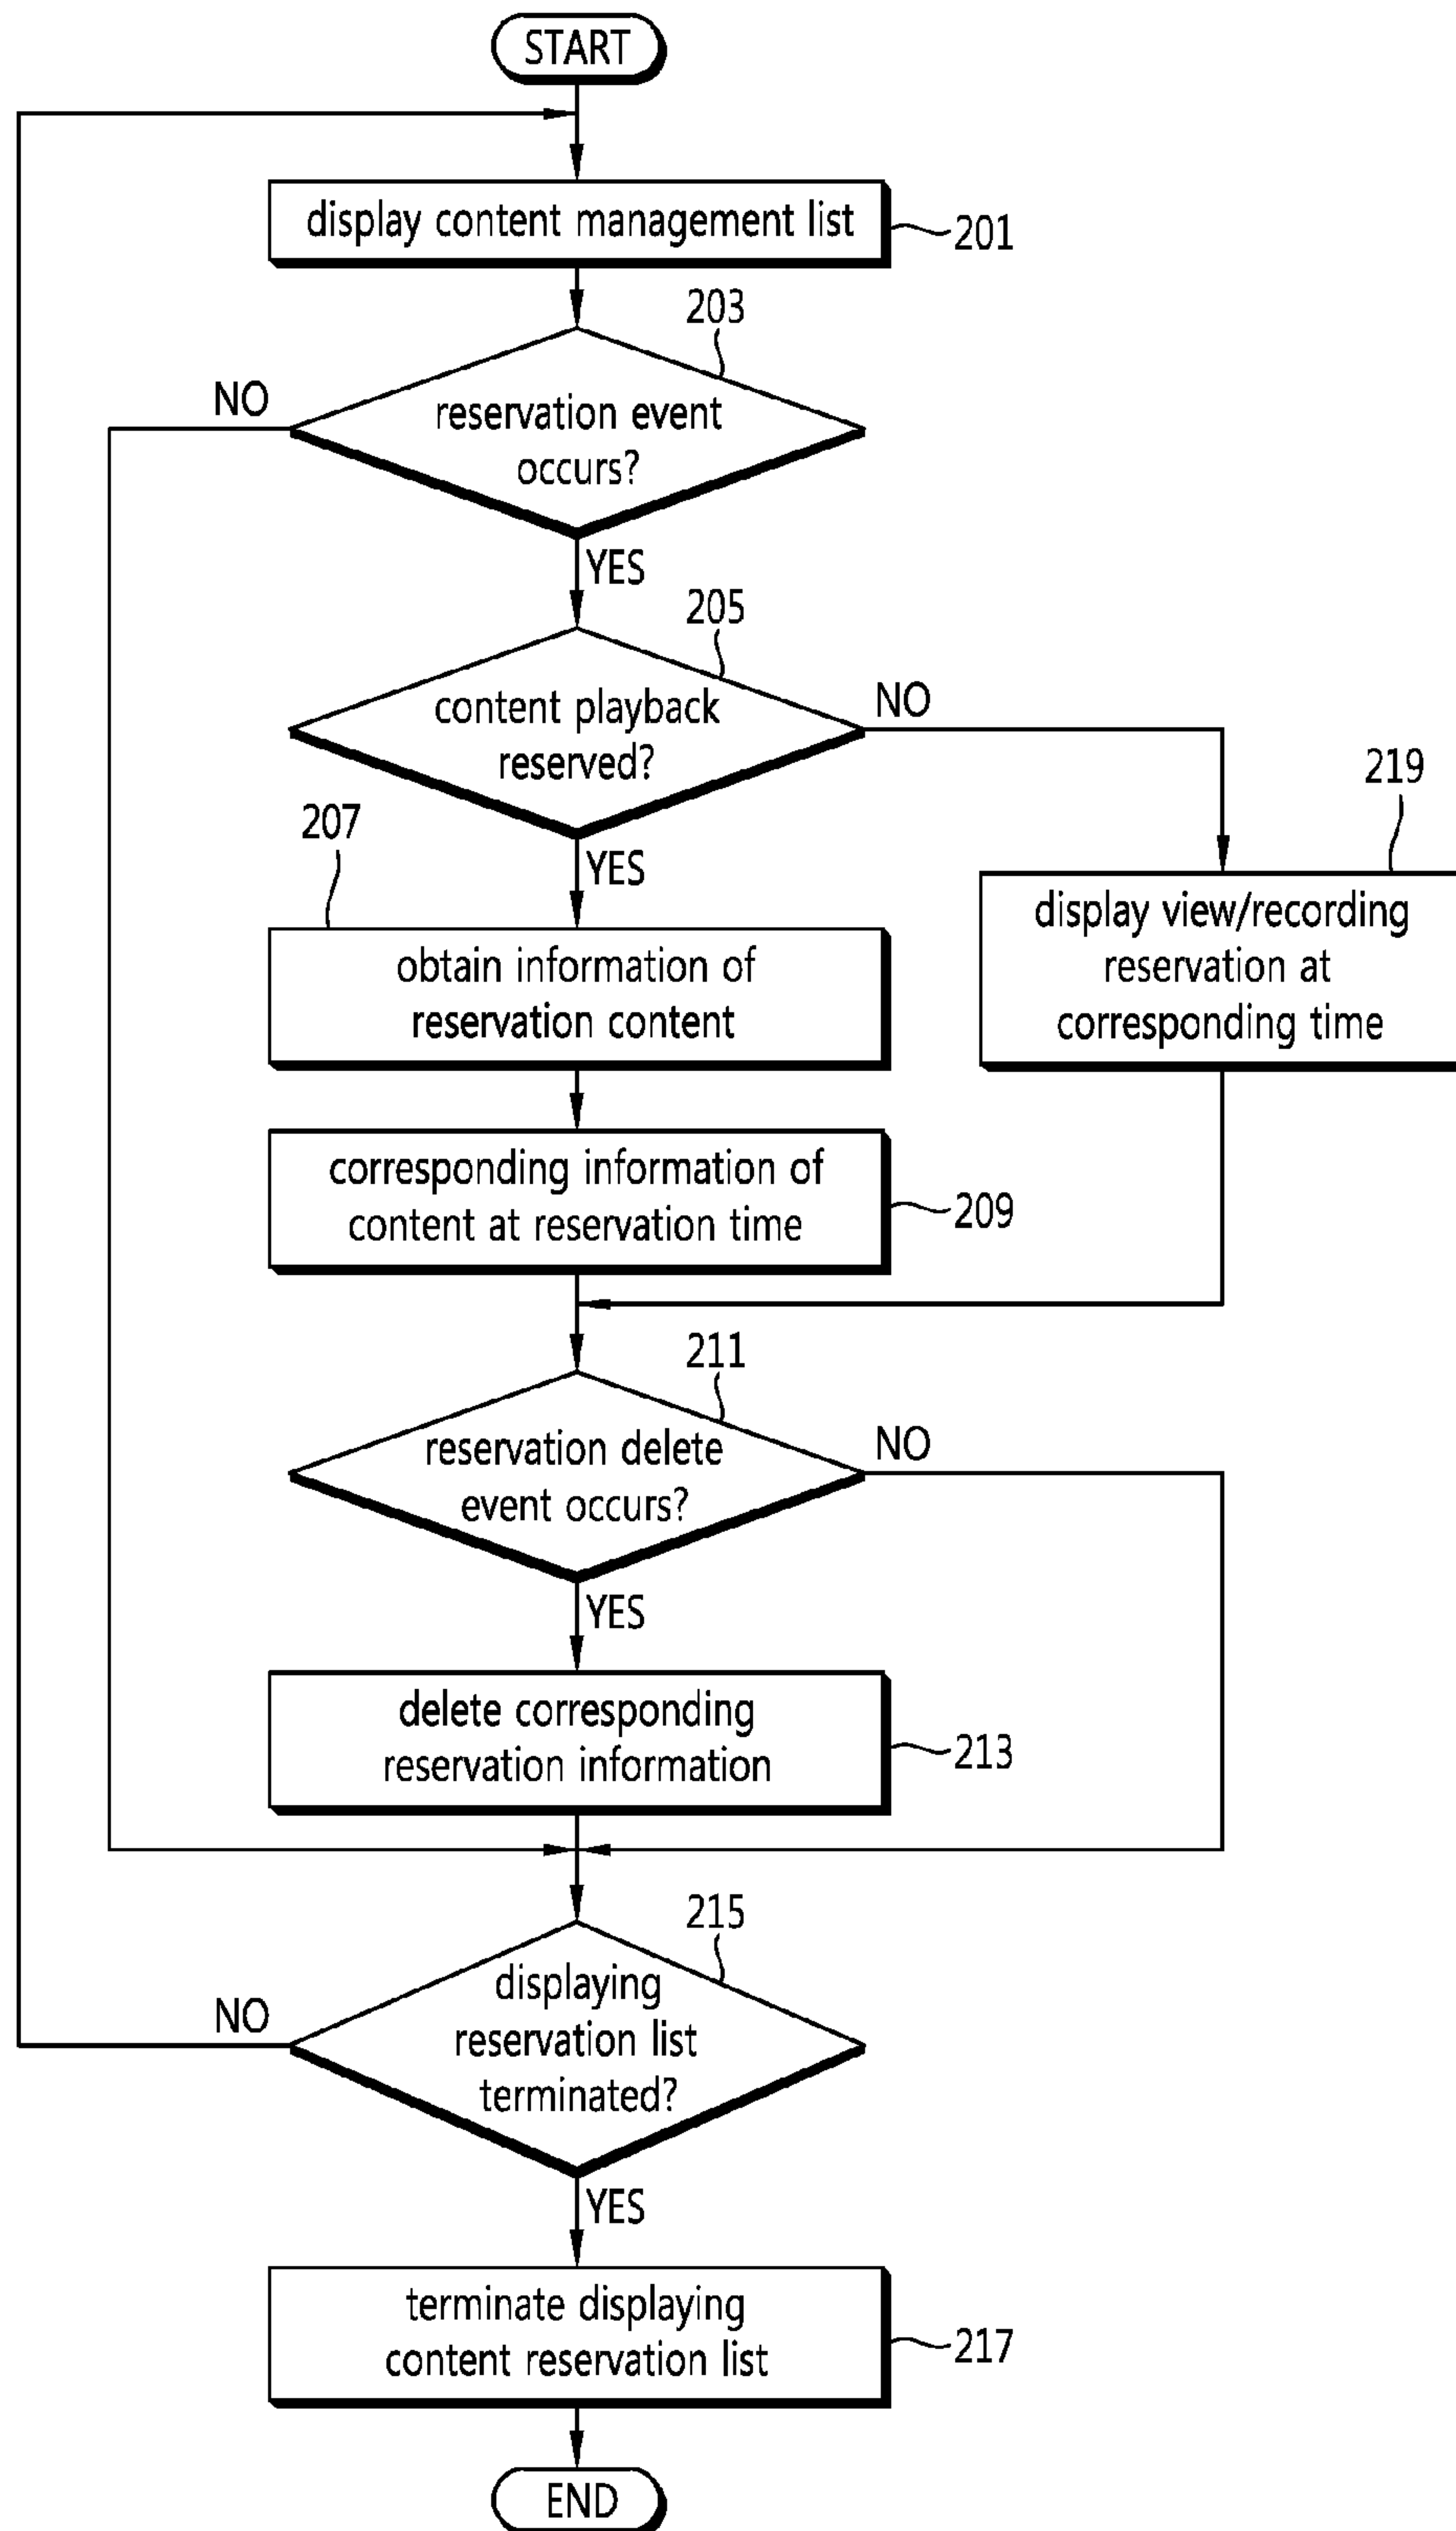 START
display content management list
201
203
NO
reservation event
occurs?
YES
205
content playback
reserved?
NO
219
207
YES
display view/recording
reservation at
corresponding time
obtain information of
reservation content
corresponding information of
content at reservation time
209
211
reservation delete
event occurs?
NO
YES
delete corresponding
reservation information
213
215
displaying
reservation list
terminated?
NO
YES
terminate displaying
content reservation list
217
END